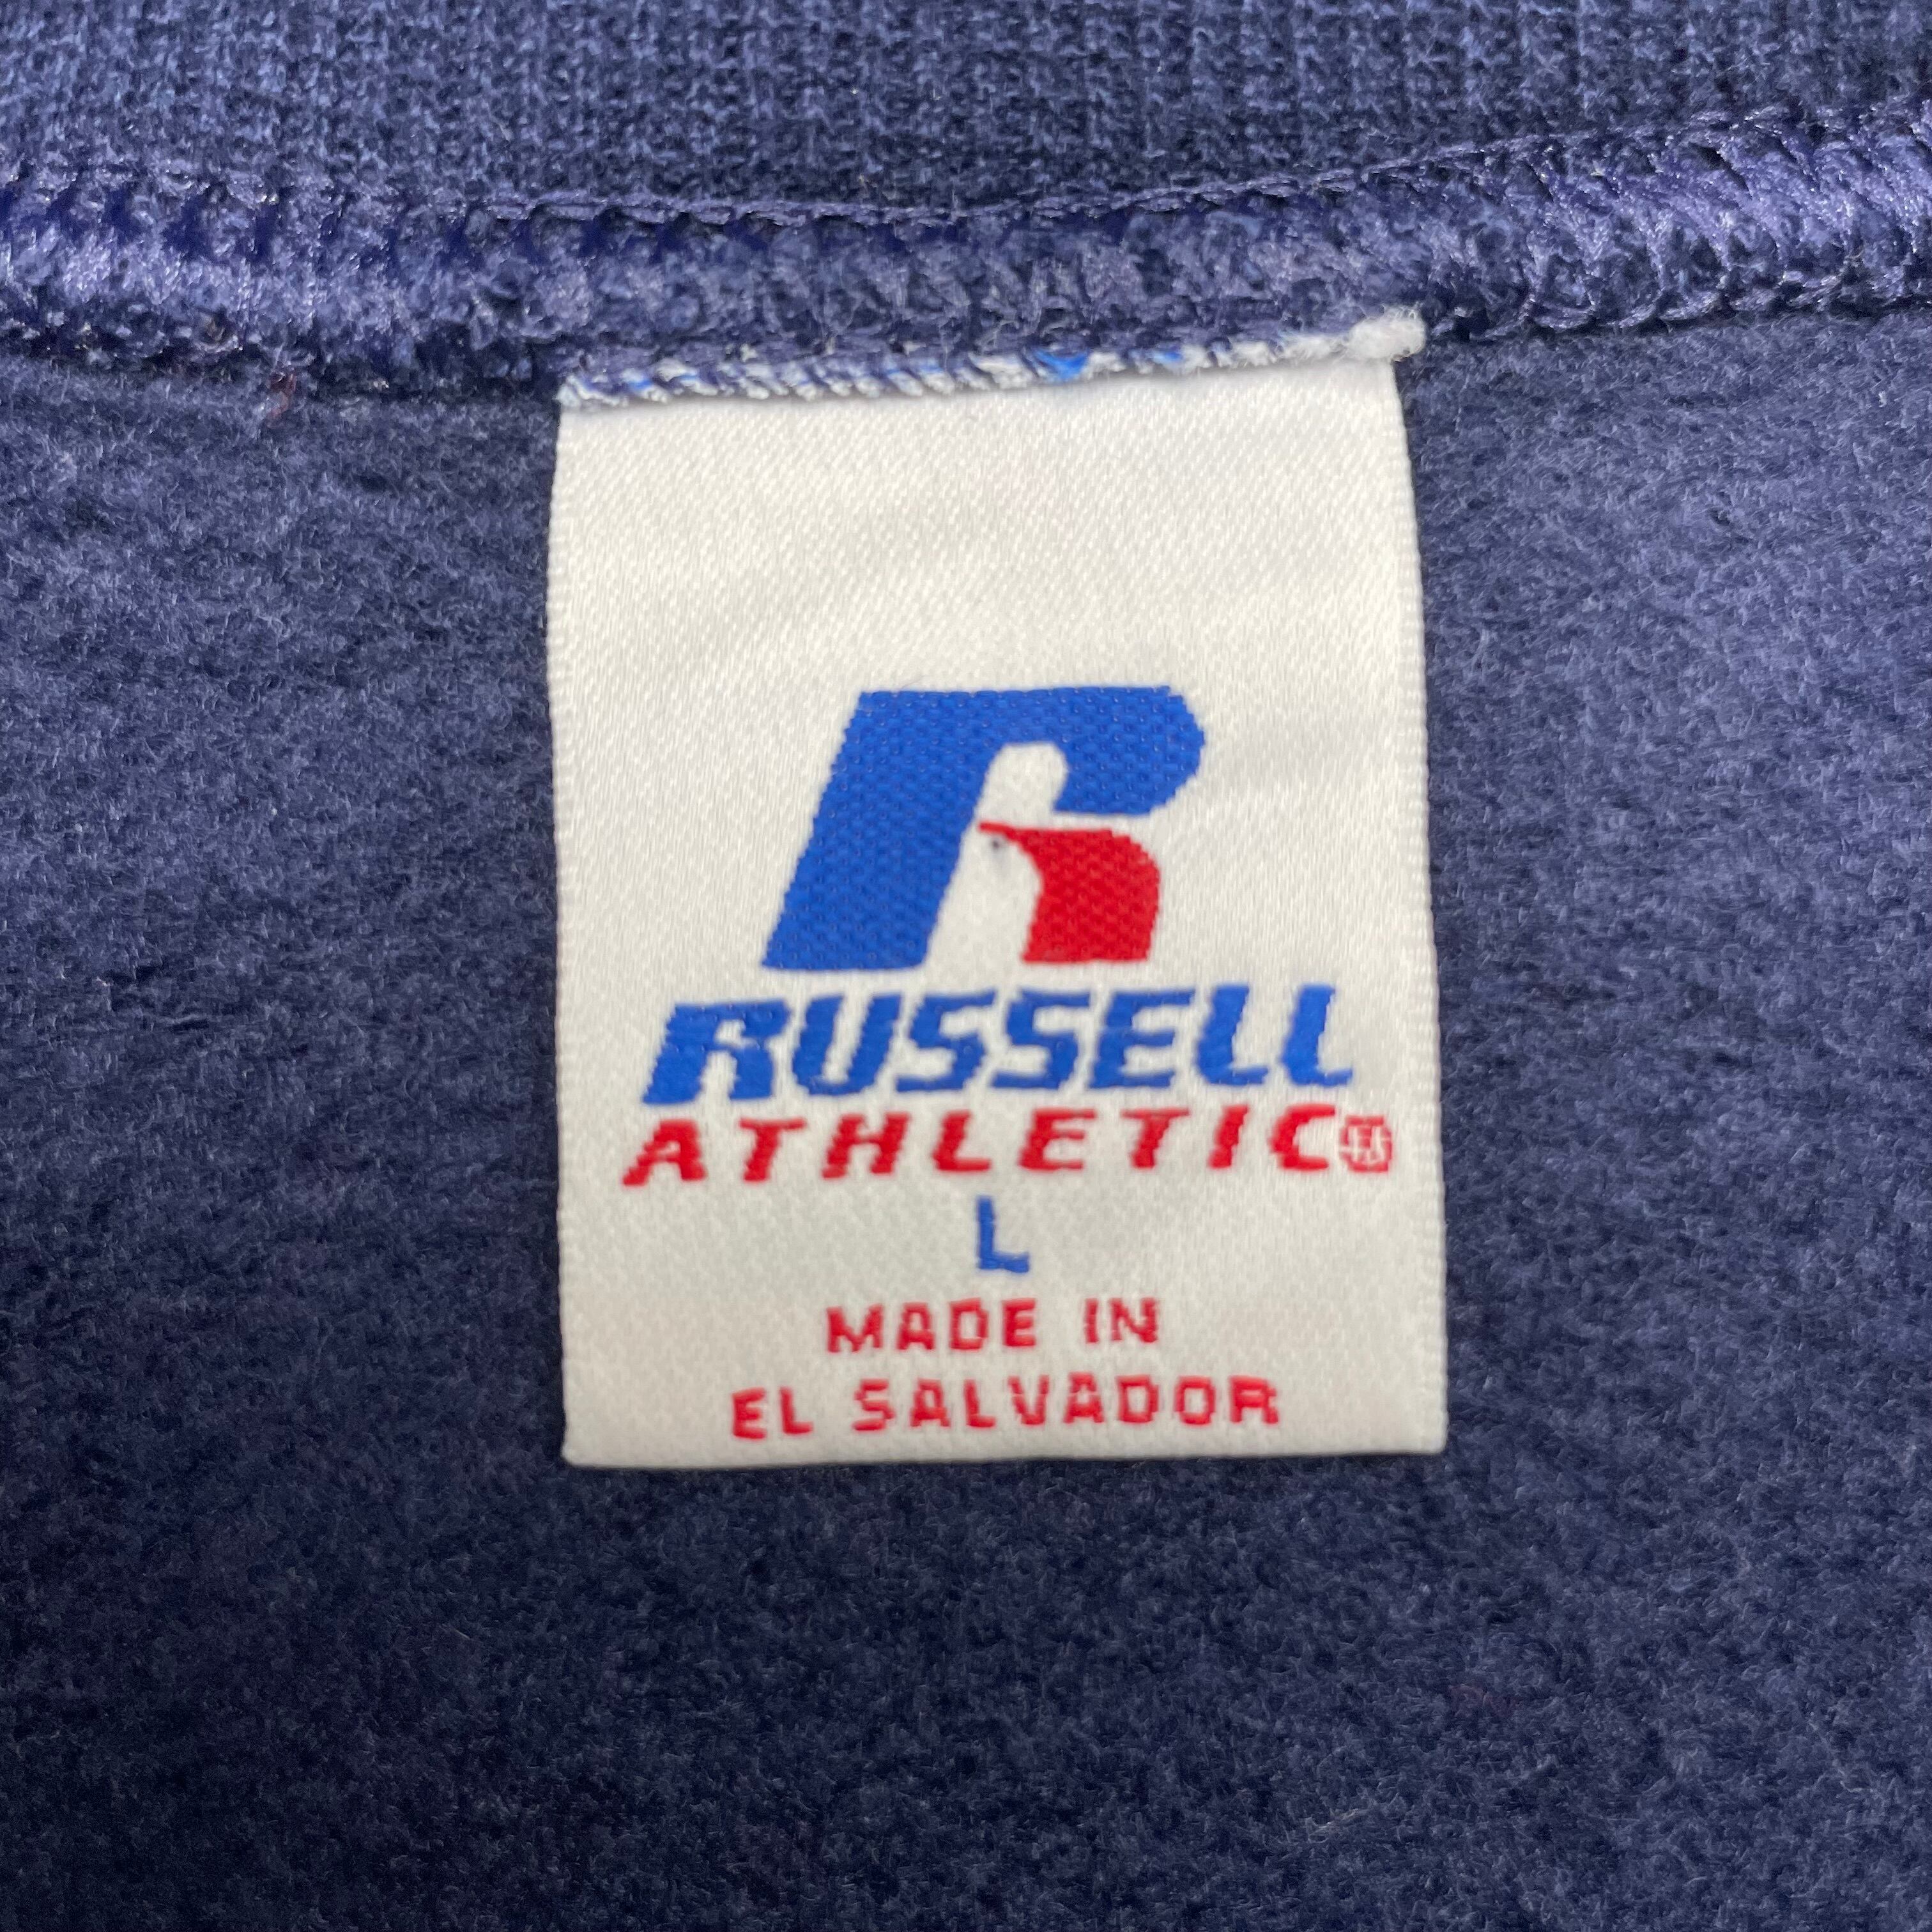 R
RUSSELL
ATHLETIC®
L
MADE IN
EL SALVADOR